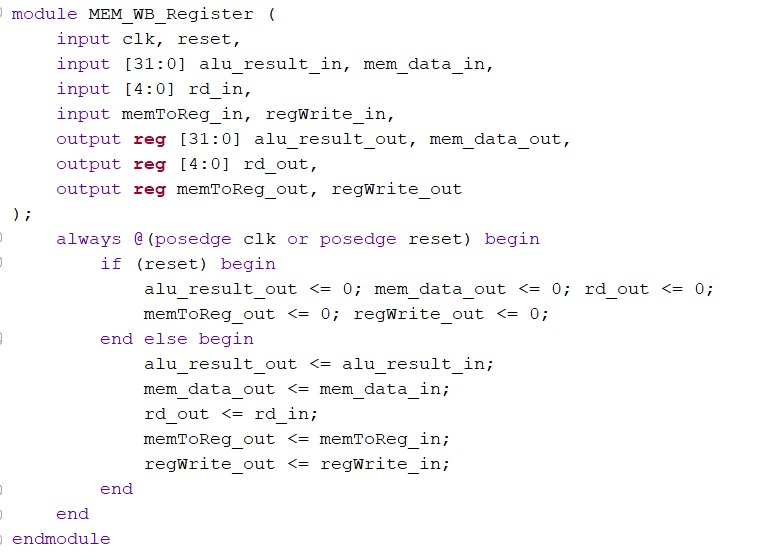 module MEM_WB_Register (
    input clk, reset,
    input [31:0] alu_result_in, mem_data_in,
    input [4:0] rd_in,
    input memToReg_in, regWrite_in,
    output reg [31:0] alu_result_out, mem_data_out,
    output reg [4:0] rd_out,
    output reg memToReg_out, regWrite_out
);
    always @(posedge clk or posedge reset) begin
        if (reset) begin
            alu_result_out <= 0; mem_data_out <= 0; rd_out <= 0;
            memToReg_out <= 0; regWrite_out <= 0;
        end else begin
            alu_result_out <= alu_result_in;
            mem_data_out <= mem_data_in;
            rd_out <= rd_in;
            memToReg_out <= memToReg_in;
            regWrite_out <= regWrite_in;
        end
    end
endmodule